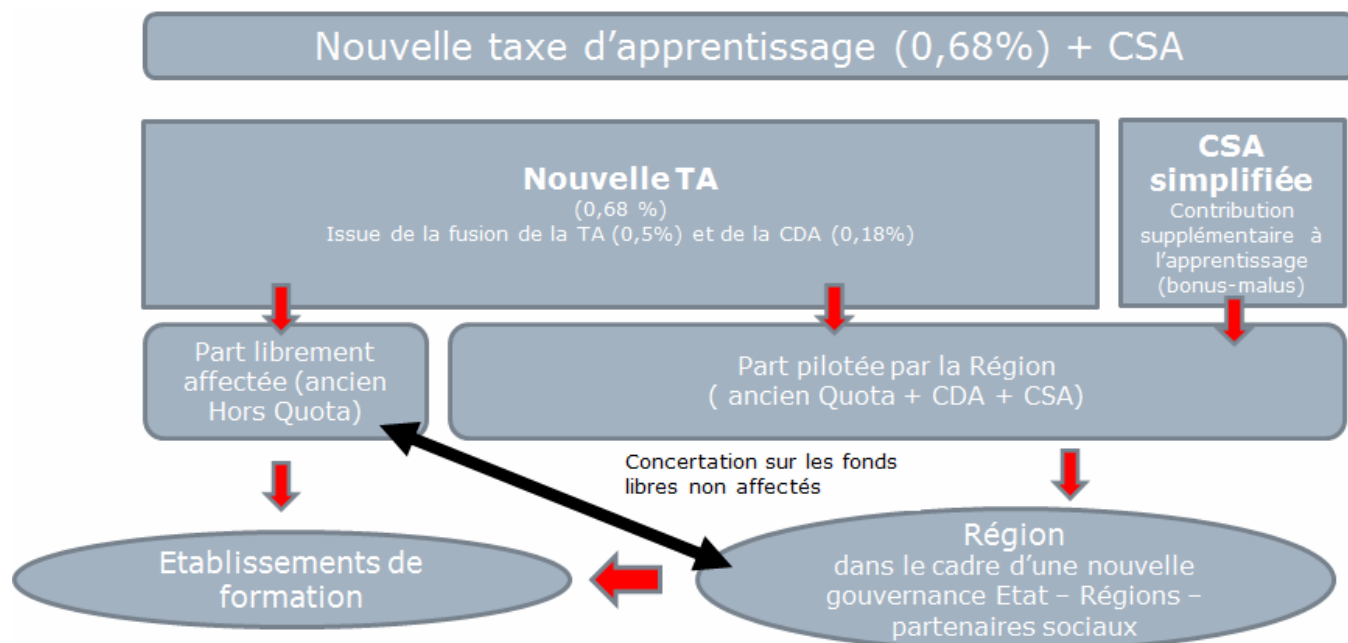 Nouvelle taxe d’apprentissage (0,68%) + CSA
Nouvelle TA
(0,68 %)
Issue de la fusion de la TA (0,5%) et de la CDA (0,18%)
CSA
simplifiée
Contribution
supplémentaire à
l’apprentissage
(bonus-malus)
Part librement
affectée (ancien
Hors Quota)
Part pilotée par la Région
( ancien Quota + CDA + CSA)
Concertation sur les fonds
libres non affectés
Etablissements de
formation
Région
dans le cadre d’une nouvelle
gouvernance Etat – Régions –
partenaires sociaux